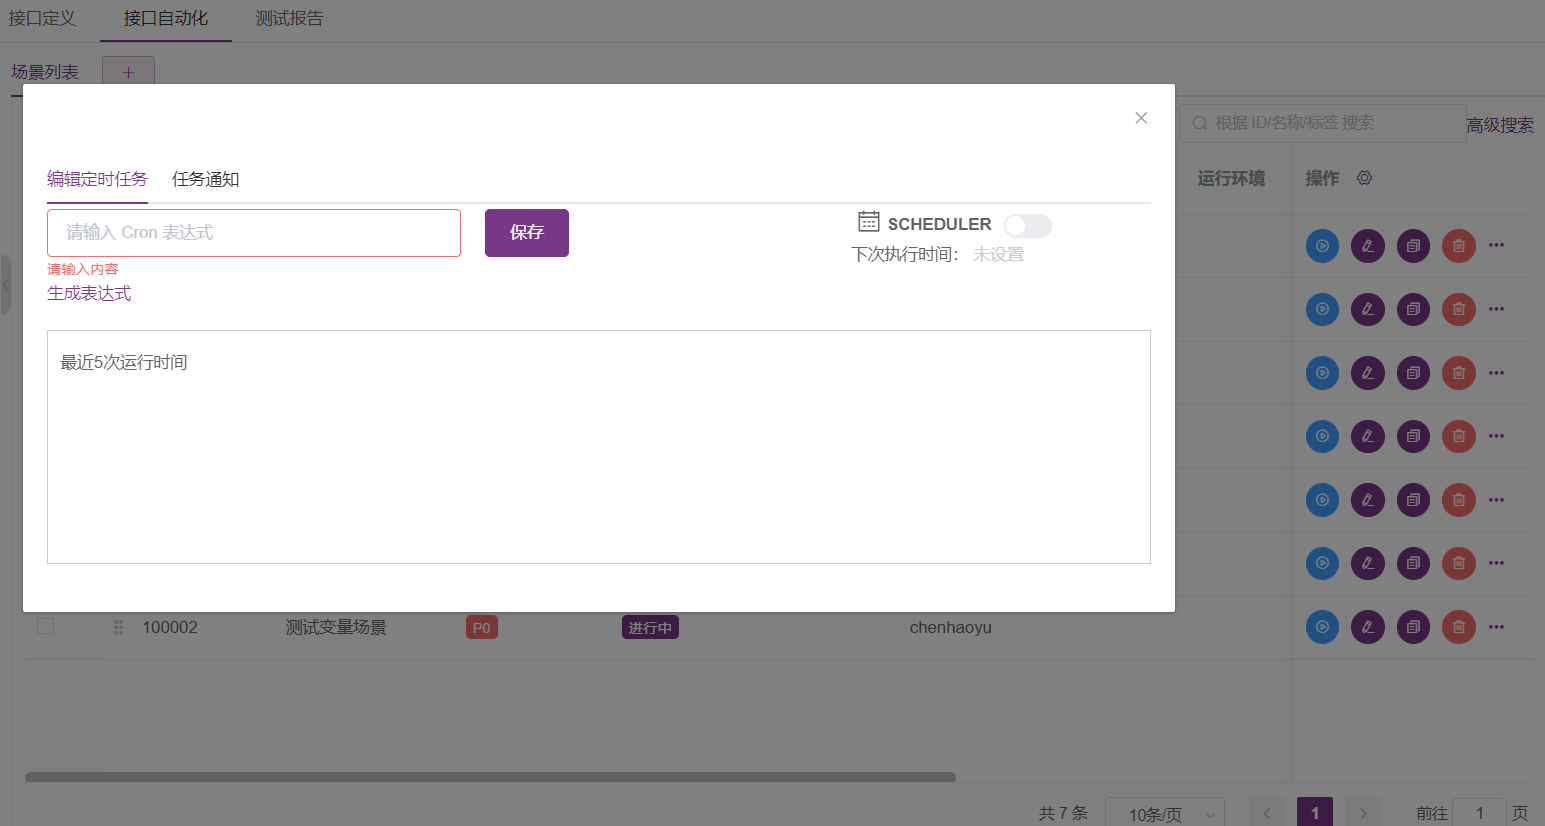 接口定义 接口自动化 测试报告
场景列表 +
根据 ID/名称/标签 搜索 高级搜索
编辑定时任务 任务通知
运行环境 操作
请输入 Cron 表达式 保存 SCHEDULER
下次执行时间： 未设置
请输入内容
生成表达式
最近5次运行时间
100002 测试变量场景 P0 进行中 chenhaoyu
共 7 条 10条/页 1 前往 1 页